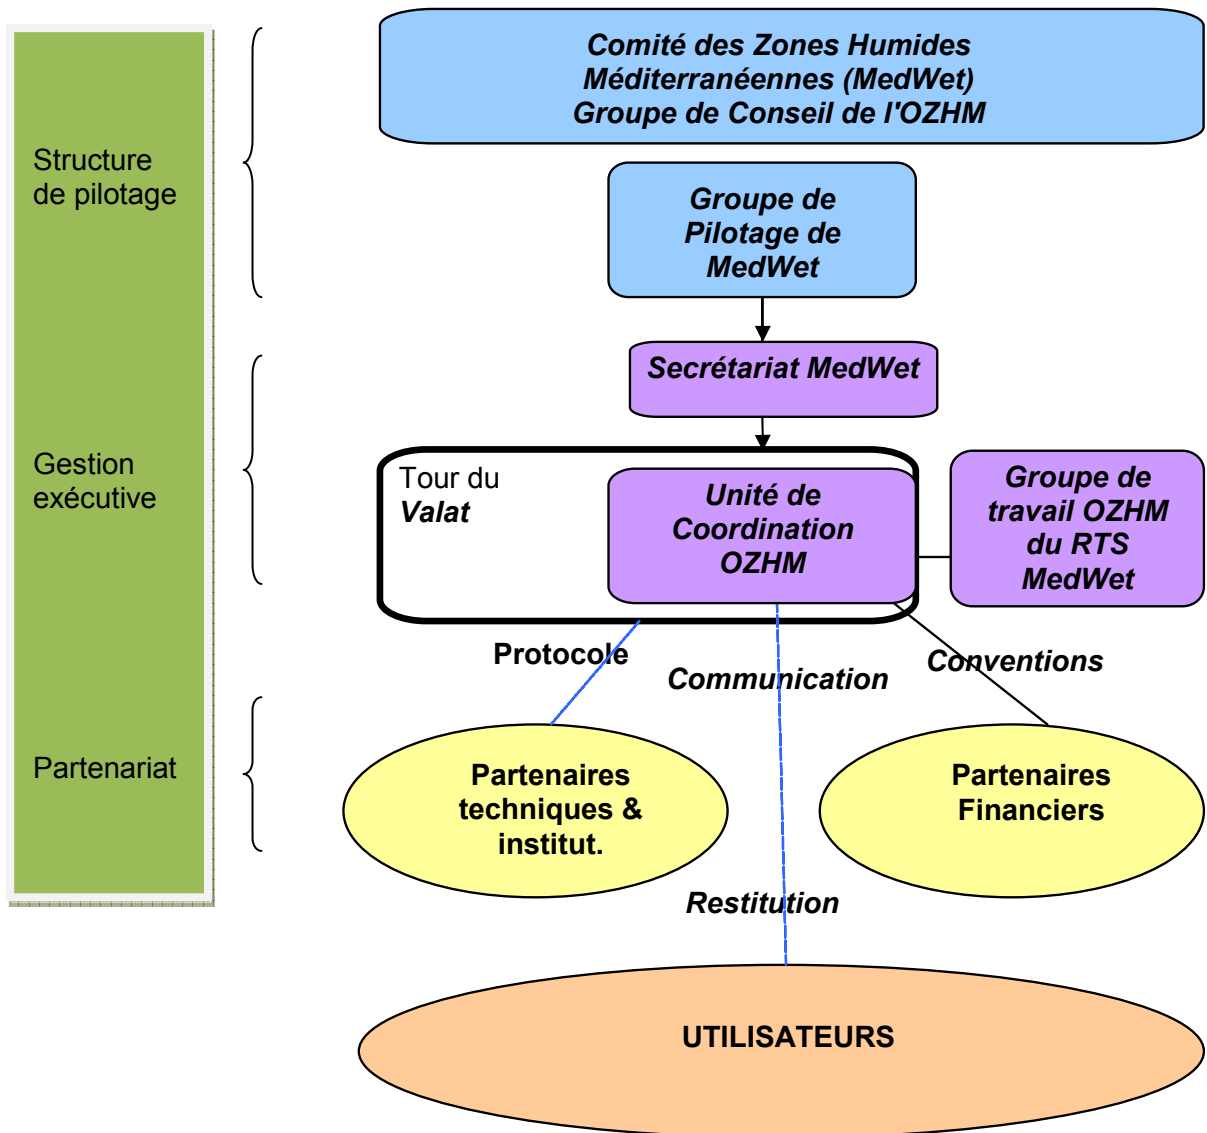 Comité des Zones Humides
Méditerranéennes (MedWet)
Groupe de Conseil de l'OZHM
Structure
de pilotage
Groupe de
Pilotage de
MedWet
Secrétariat MedWet
Gestion
exécutive
Tour du
Valat
Unité de
Coordination
OZHM
Groupe de
travail OZHM
du RTS
MedWet
Protocole
Communication
Conventions
Partenariat
Partenaires
techniques &
institut.
Partenaires
Financiers
Restitution
UTILISATEURS